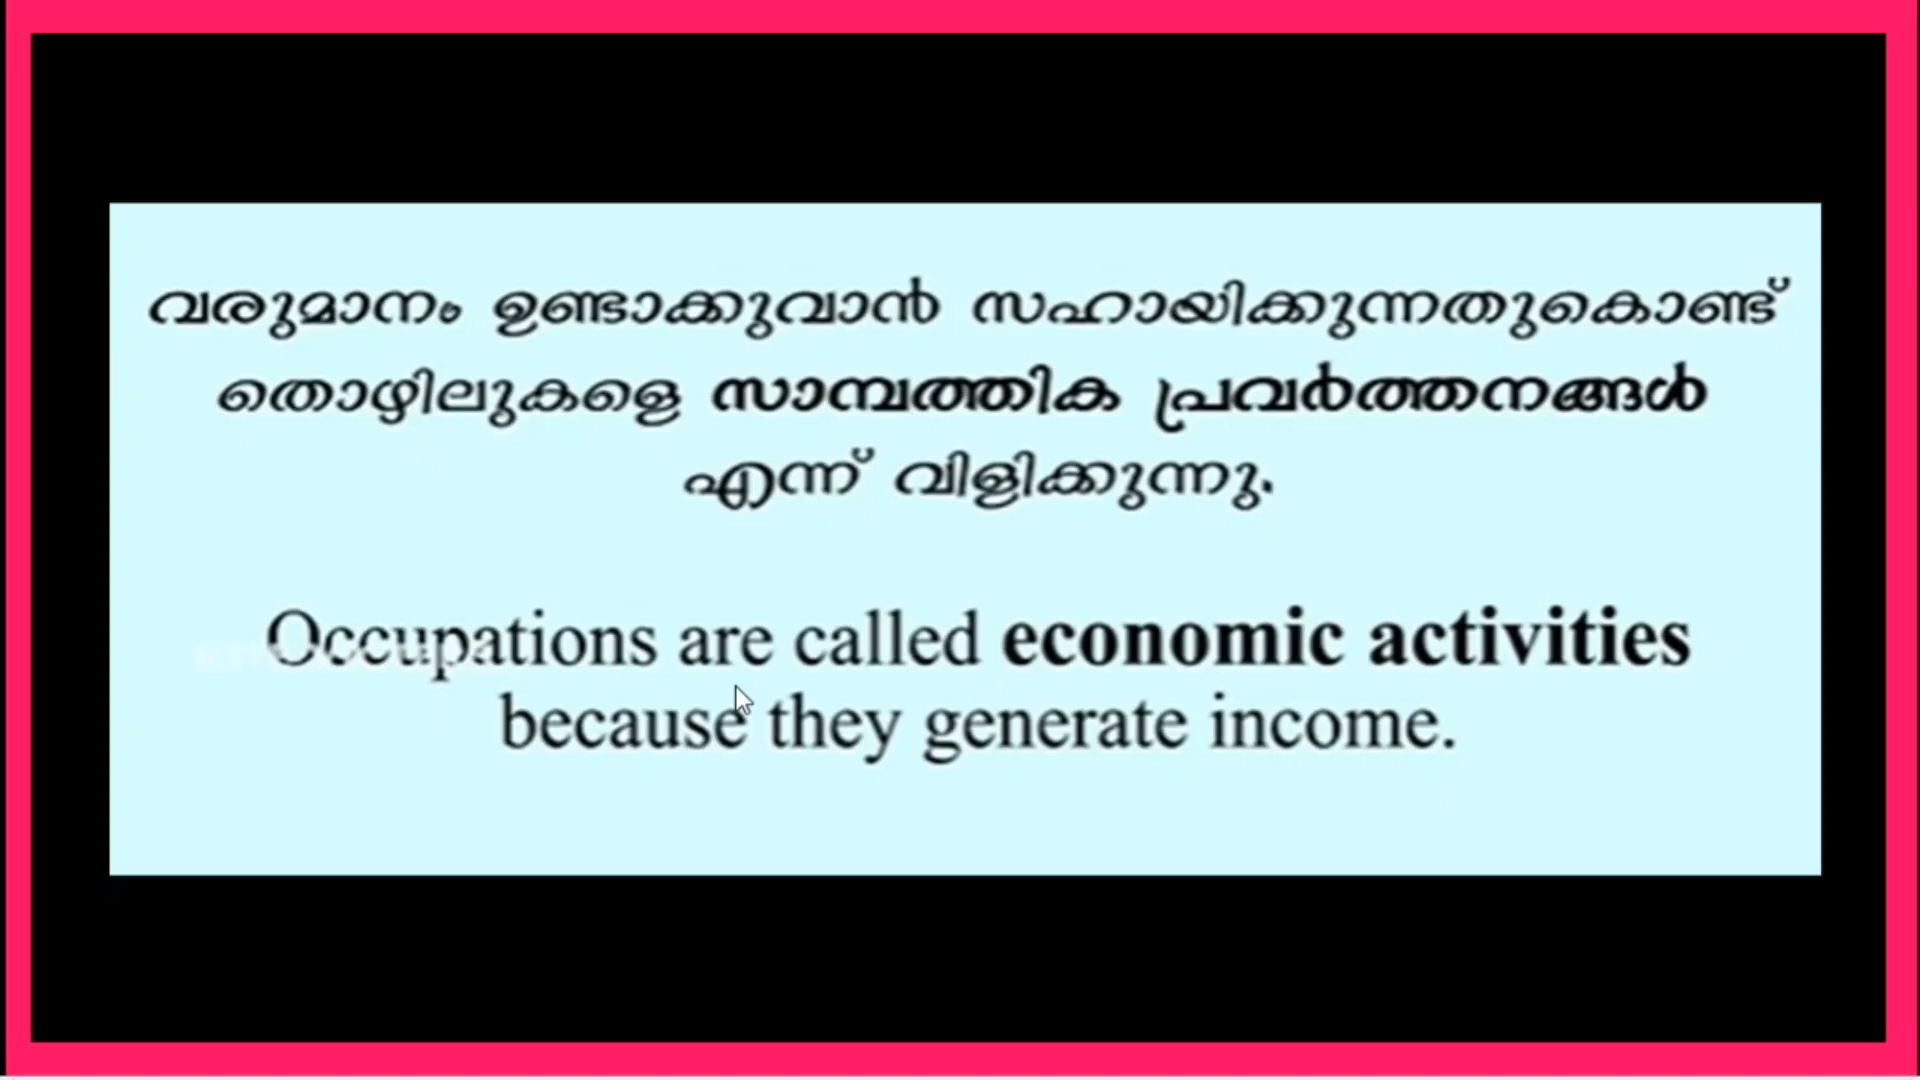 വരുമാനം ഉണ്ടാക്കുവാൻ സഹായിക്കുന്നതുകൊണ്ട്
തൊഴിലുകളെ സാമ്പത്തിക പ്രവർത്തനങ്ങൾ
എന്ന് വിളിക്കുന്നു.
Occupations are called economic activities
because they generate income.